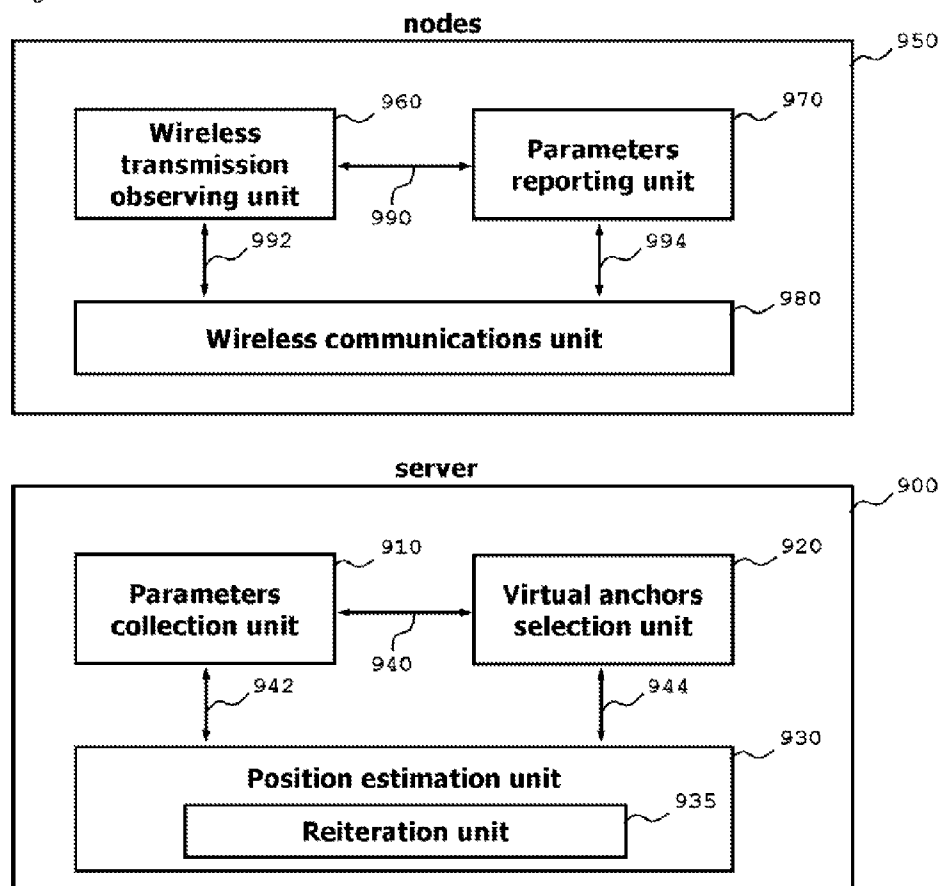 nodes
950
960
970
Wireless
transmission
observing unit
Parameters
reporting unit
990
992
994
980
Wireless communications unit
server
900
910
920
Parameters
collection unit
Virtual anchors
selection unit
940
942
944
930
Position estimation unit
935
Reiteration unit